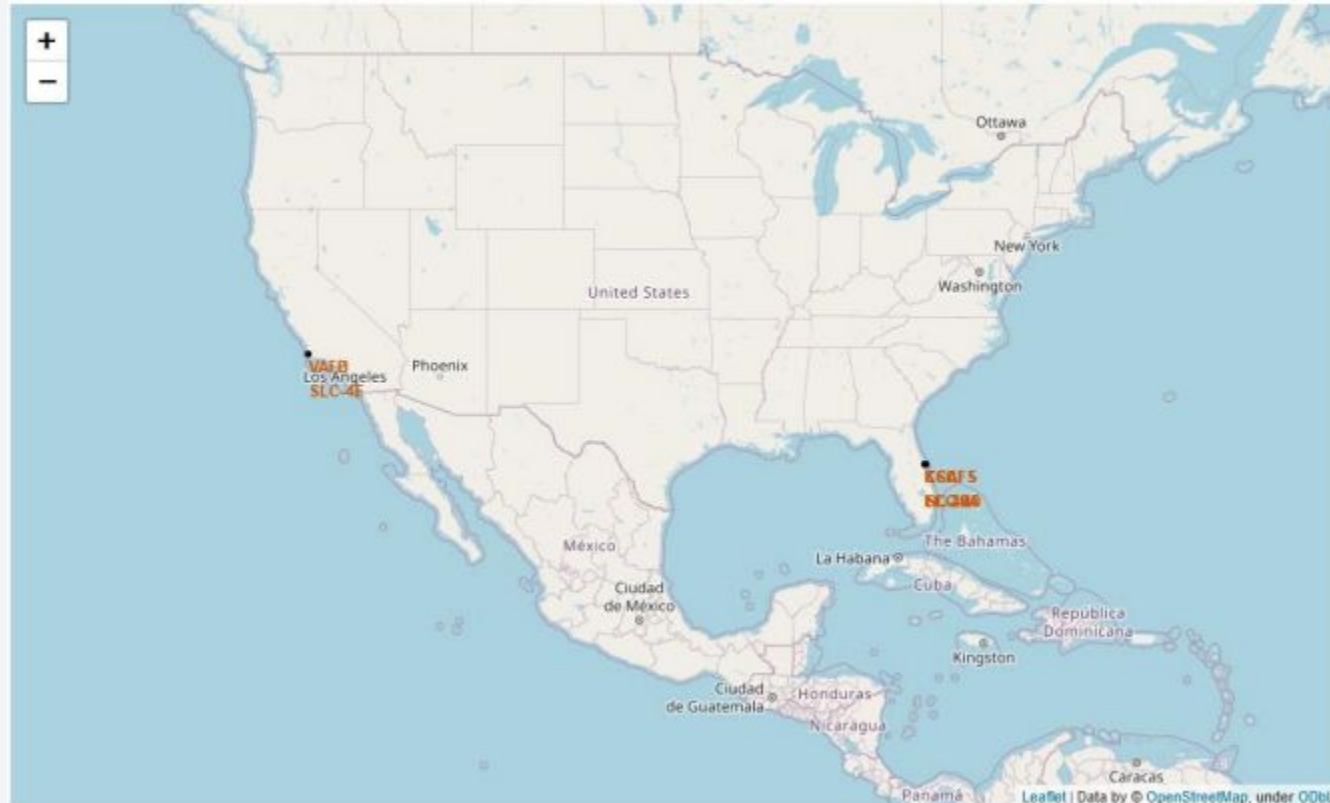 +
−
Ottawa
New York
Washington
United States
Phoenix
VAFB
Los Angeles
SLC-4E
The Bahamas
México
La Habana
Cuba
Ciudad
de México
República
Dominicana
Kingston
Ciudad
de Guatemala
Honduras
Nicaragua
Caracas
Panamá
Leaflet | Data by © OpenStreetMap, under ODbL